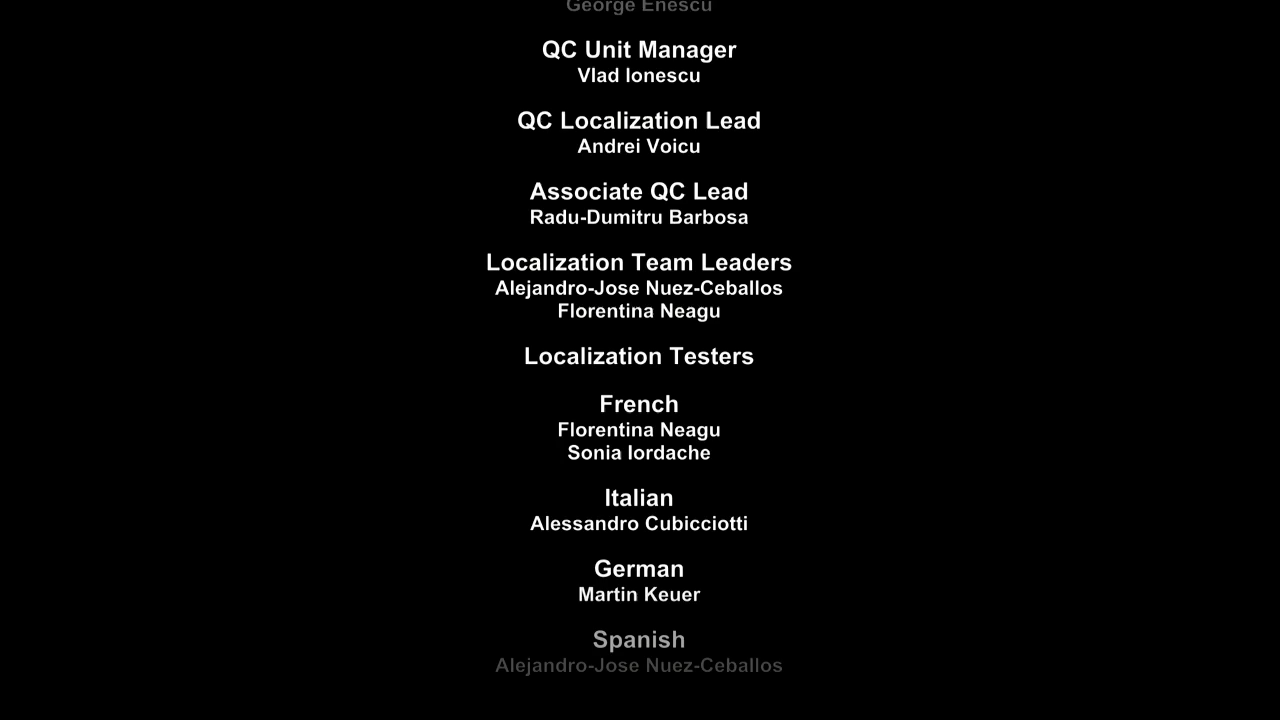 George Enescu
QC Unit Manager
Vlad Ionescu
QC Localization Lead
Andrei Voicu
Associate QC Lead
Radu-Dumitru Barbosa
Localization Team Leaders
Alejandro-Jose Nuez-Ceballos
Florentina Neagu
Localization Testers
French
Florentina Neagu
Sonia Iordache
Italian
Alessandro Cubicciotti
German
Martin Keuer
Spanish
Alejandro-Jose Nuez-Ceballos